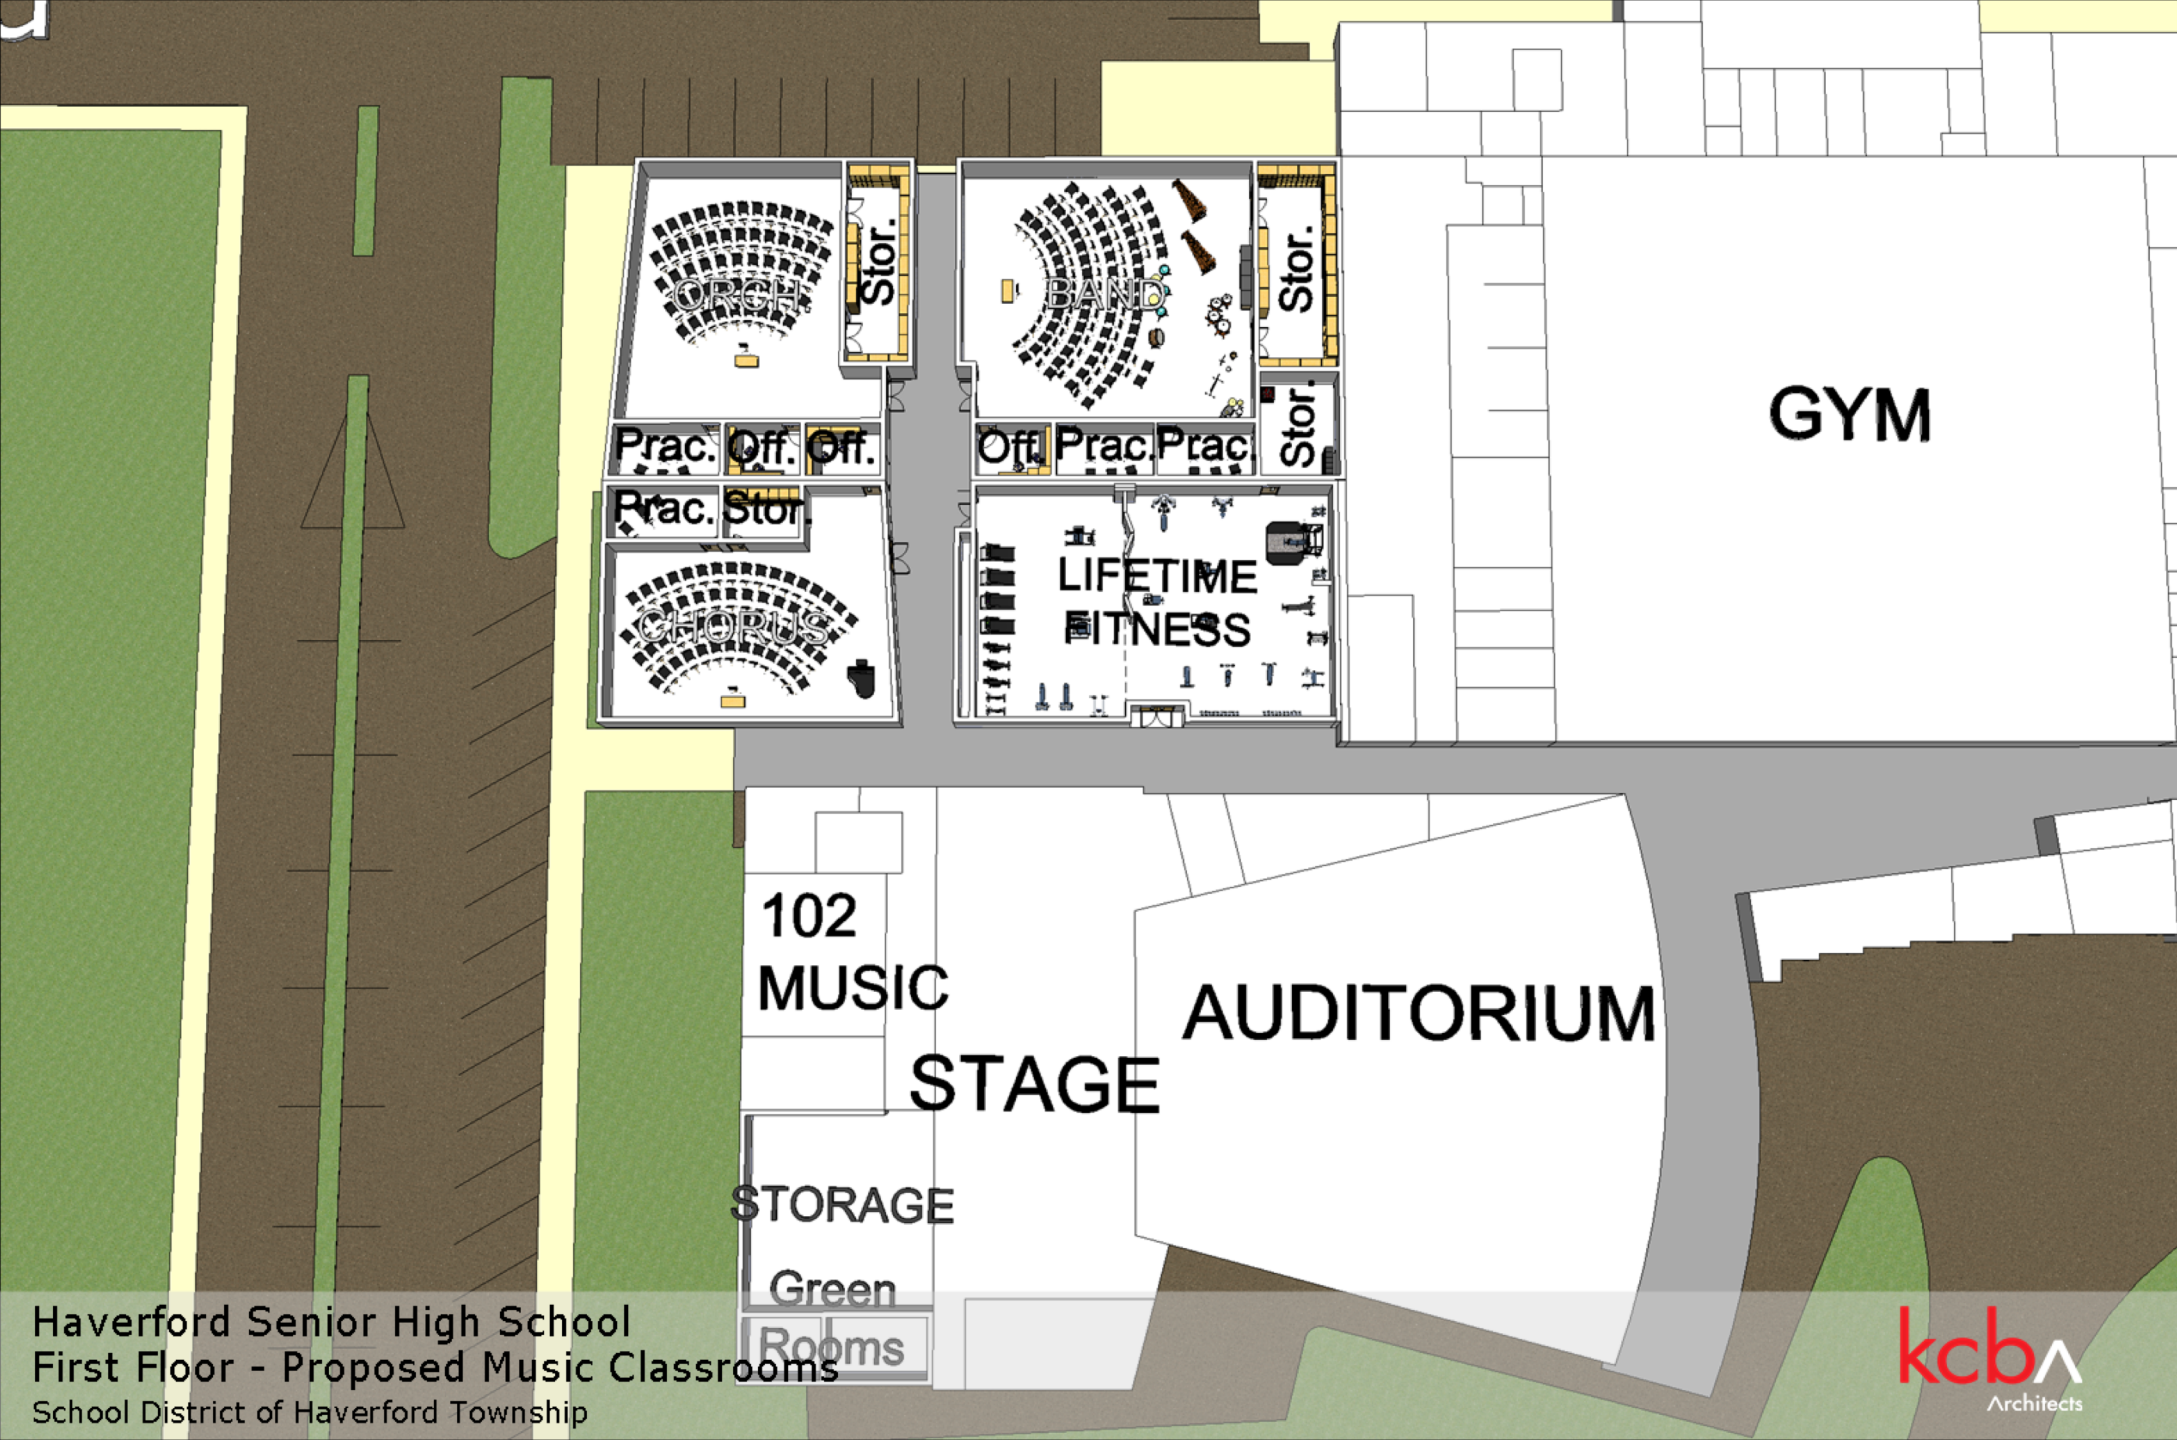 ORCH.
Stor.
BAND
Stor.
Stor.
GYM
Prac. Off. Off.
Off. Prac. Prac.
Prac. Stor.
LIFETIME
FITNESS
CHORUS
102
MUSIC
AUDITORIUM
STAGE
STORAGE
Green
Rooms
Haverford Senior High School
First Floor - Proposed Music Classrooms
School District of Haverford Township
kcba
Architects